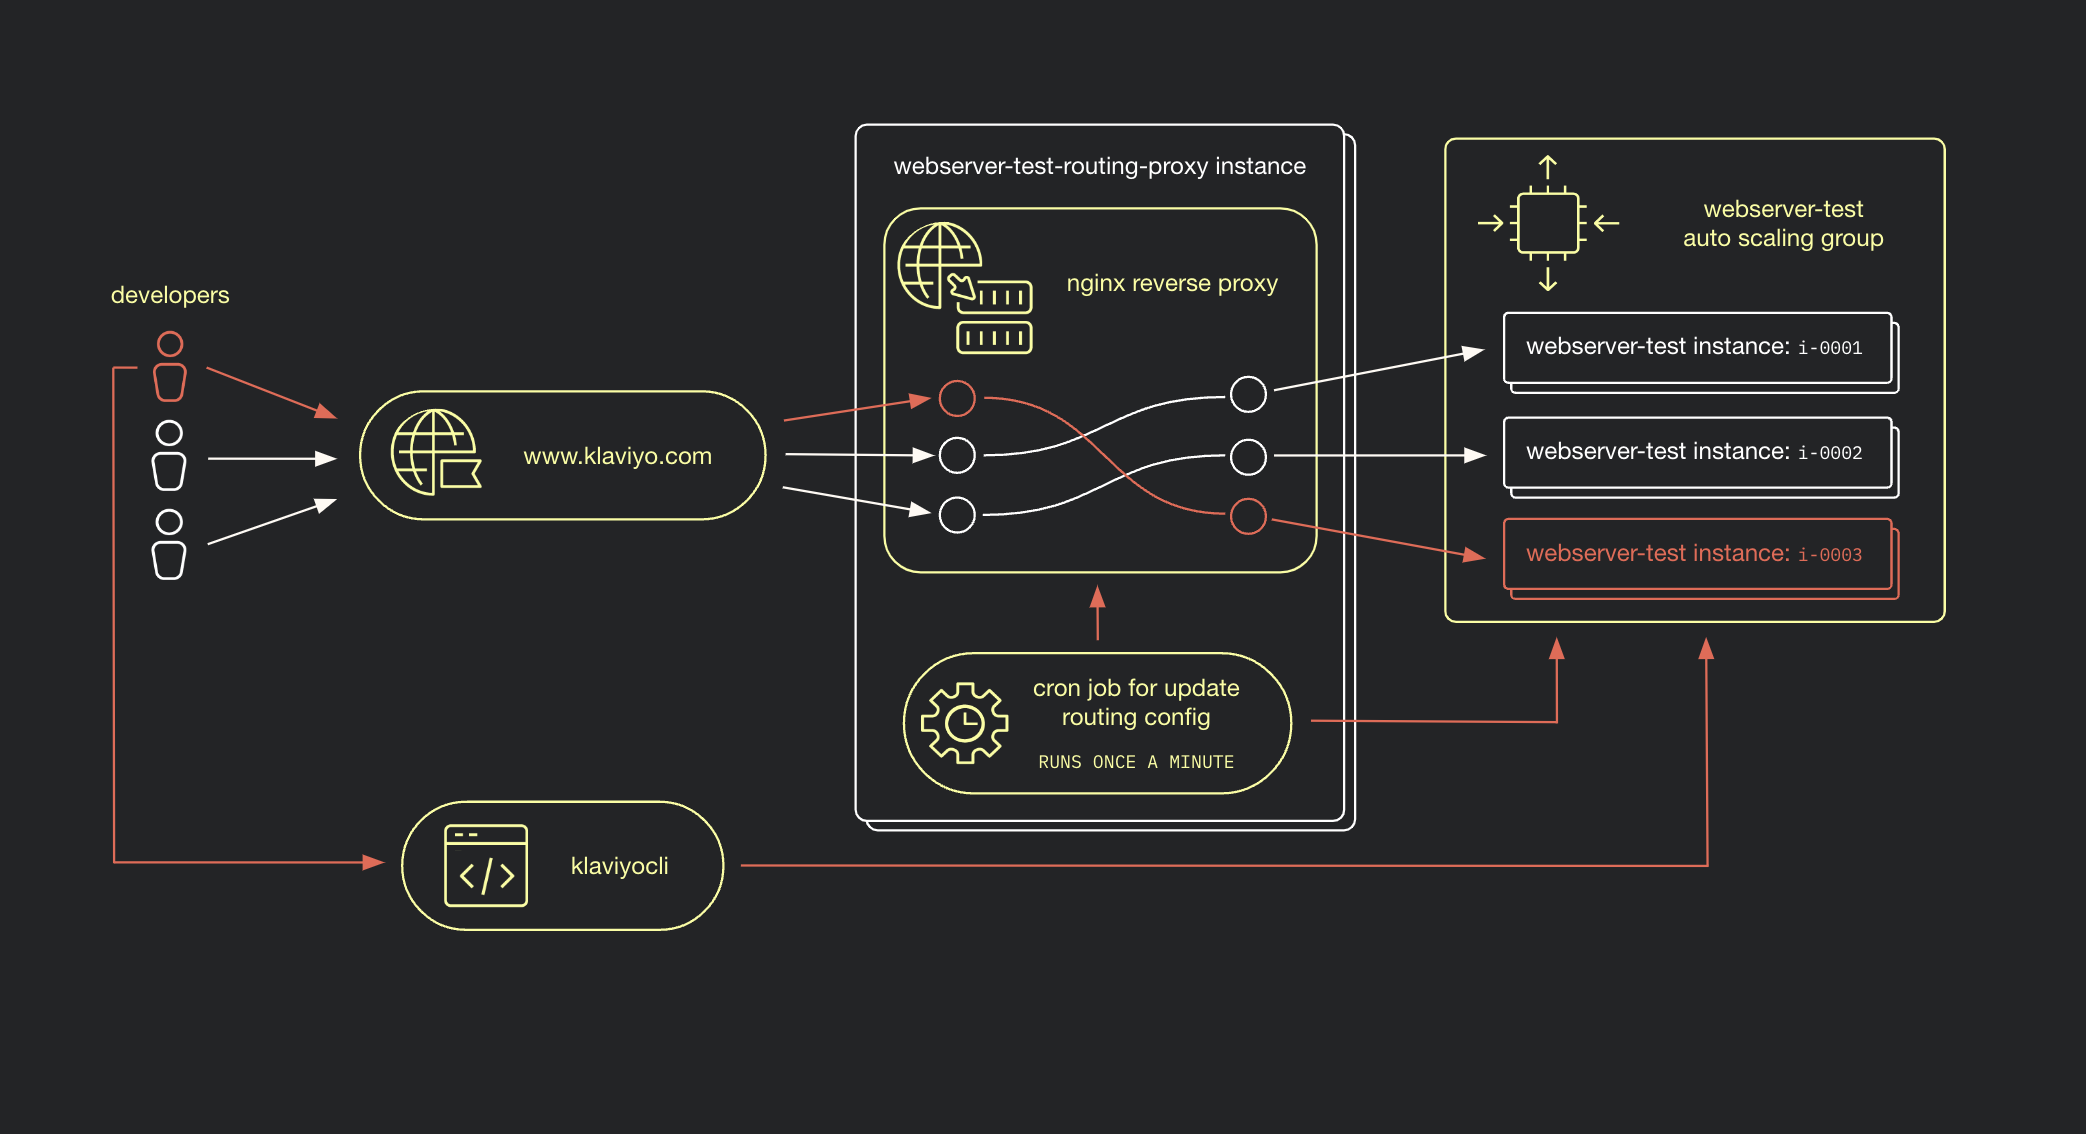 developers
www.klaviyo.com
webserver-test-routing-proxy instance
nginx reverse proxy
cron job for update
routing config
RUNS ONCE A MINUTE
klaviyocli
webserver-test
auto scaling group
webserver-test instance: i-0001
webserver-test instance: i-0002
webserver-test instance: i-0003